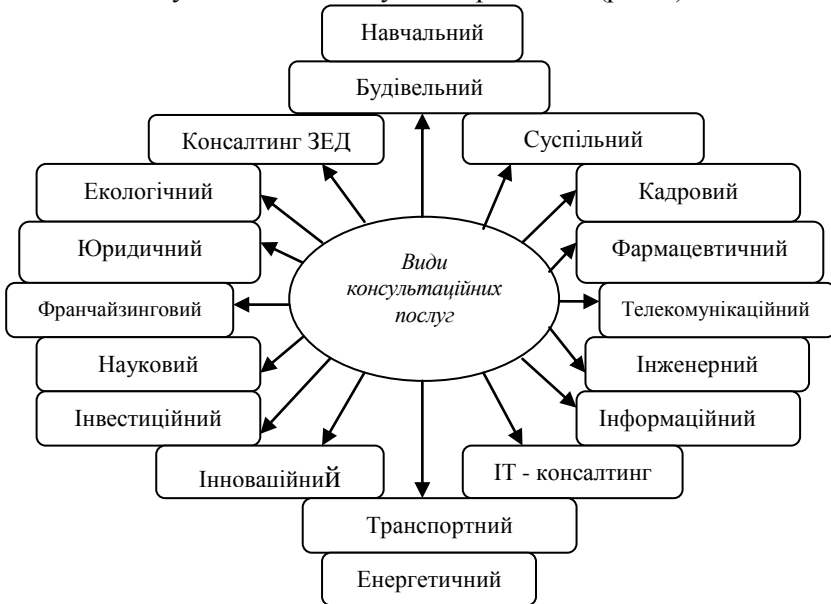 Навчальний
Будівельний
Консалтинг ЗЕД
Суспільний
Екологічний
Кадровий
Юридичний
Фармацевтичний
Види
консультаційних
послуг
Франчайзинговий
Телекомунікаційний
Науковий
Інженерний
Інвестиційний
Інформаційний
Інноваційний
ІТ - консалтинг
Транспортний
Енергетичний